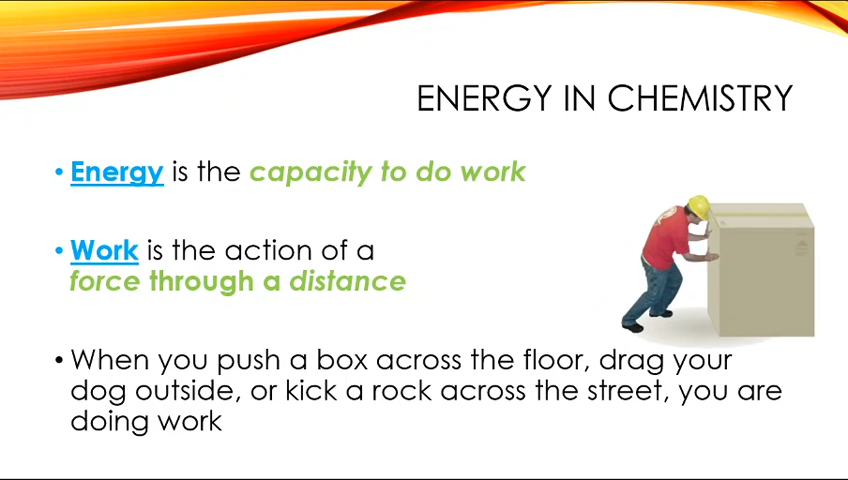 ENERGY IN CHEMISTRY
• Energy is the capacity to do work
• Work is the action of a
force through a distance
• When you push a box across the floor, drag your
dog outside, or kick a rock across the street, you are
doing work